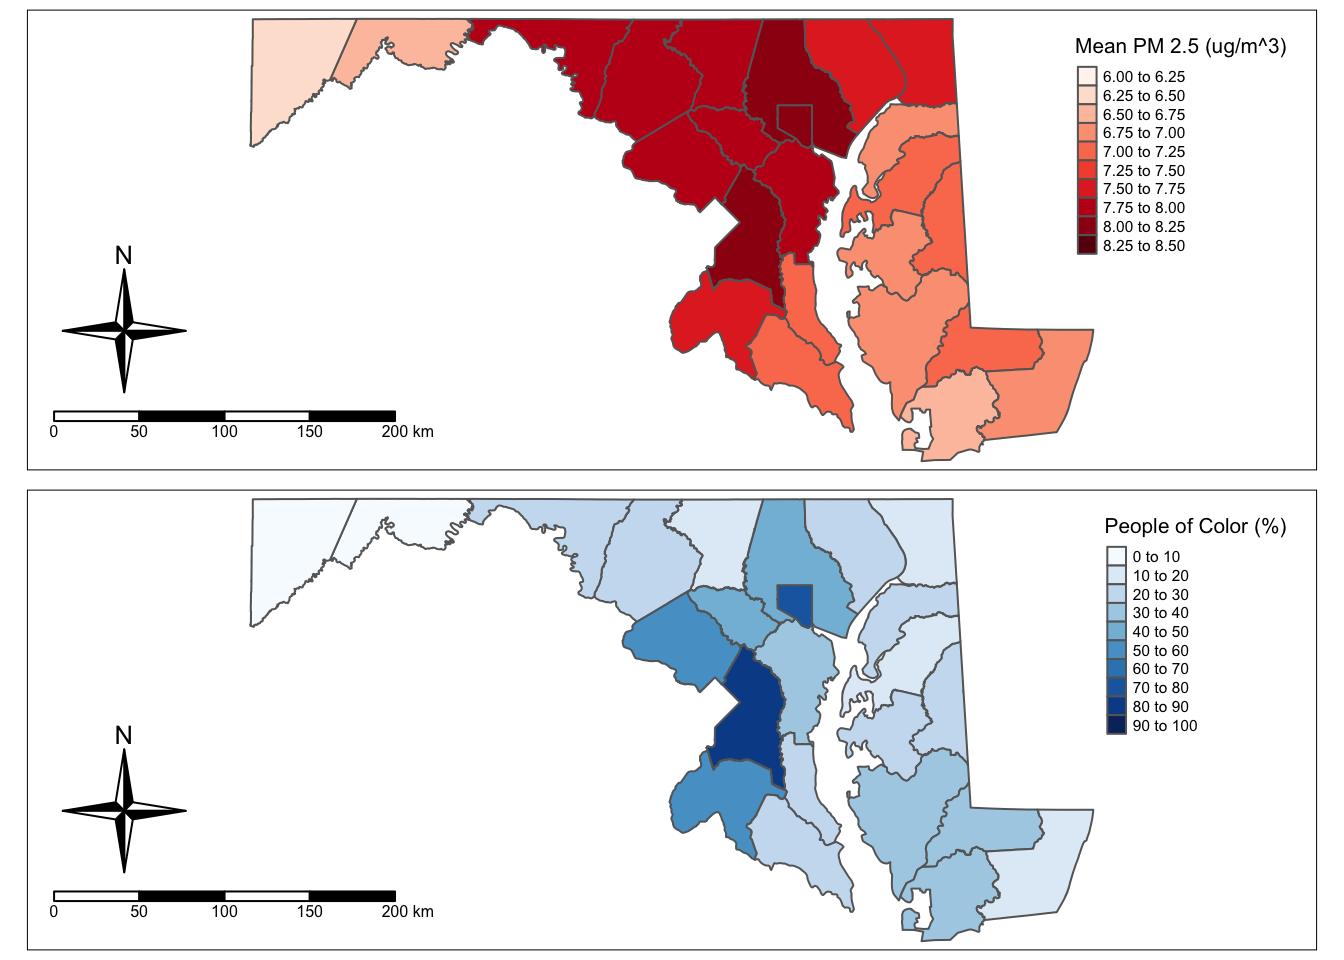 Mean PM 2.5 (ug/m^3)
6.00 to 6.25
6.25 to 6.50
6.50 to 6.75
6.75 to 7.00
7.00 to 7.25
7.25 to 7.50
7.50 to 7.75
7.75 to 8.00
8.00 to 8.25
8.25 to 8.50
N
0 50 100 150 200 km
People of Color (%)
0 to 10
10 to 20
20 to 30
30 to 40
40 to 50
50 to 60
60 to 70
70 to 80
80 to 90
90 to 100
N
0 50 100 150 200 km